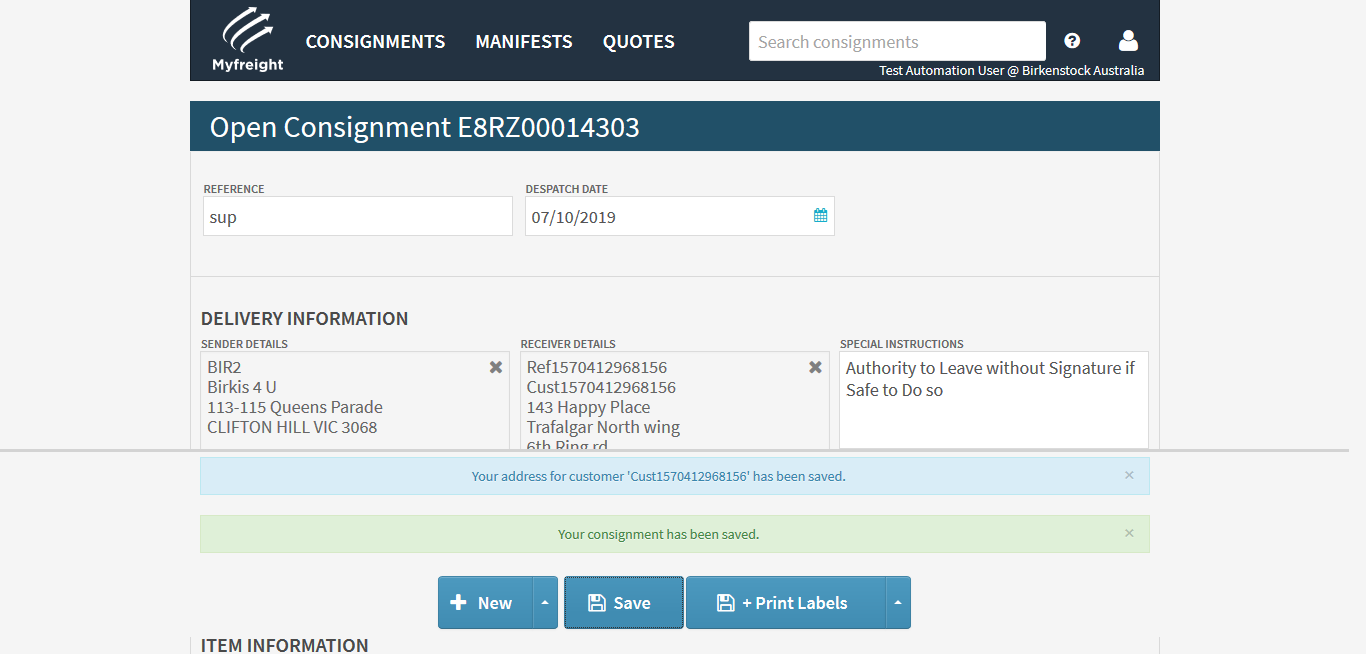 Myfreight
CONSIGNMENTS
MANIFESTS
QUOTES
Search consignments
Test Automation User @ Birkenstock Australia
Open Consignment E8RZ00014303
REFERENCE
sup
DESPATCH DATE
07/10/2019
DELIVERY INFORMATION
SENDER DETAILS
BIR2
Birkis 4 U
113-115 Queens Parade
CLIFTON HILL VIC 3068
RECEIVER DETAILS
Ref1570412968156
Cust1570412968156
143 Happy Place
Trafalgar North wing
6th Ring rd
SPECIAL INSTRUCTIONS
Authority to Leave without Signature if
Safe to Do so
Your address for customer 'Cust1570412968156' has been saved.
Your consignment has been saved.
New
Save
+ Print Labels
ITEM INFORMATION